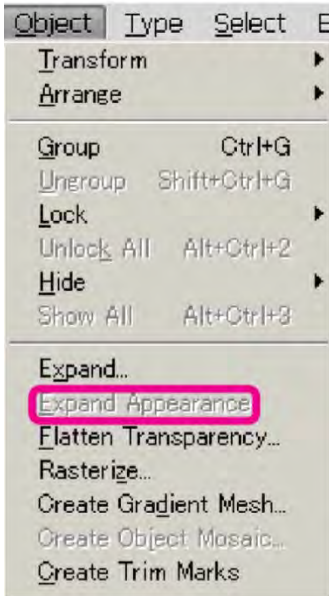 Object Type Select E
Transform
Arrange
Group Ctrl+G
Ungroup Shift+Ctrl+G
Lock
Unlock All Alt+Ctrl+2
Hide
Show All Alt+Ctrl+3
Expand...
Expand Appearance
Flatten Transparency...
Rasterize...
Create Gradient Mesh...
Create Object Mosaic...
Create Trim Marks